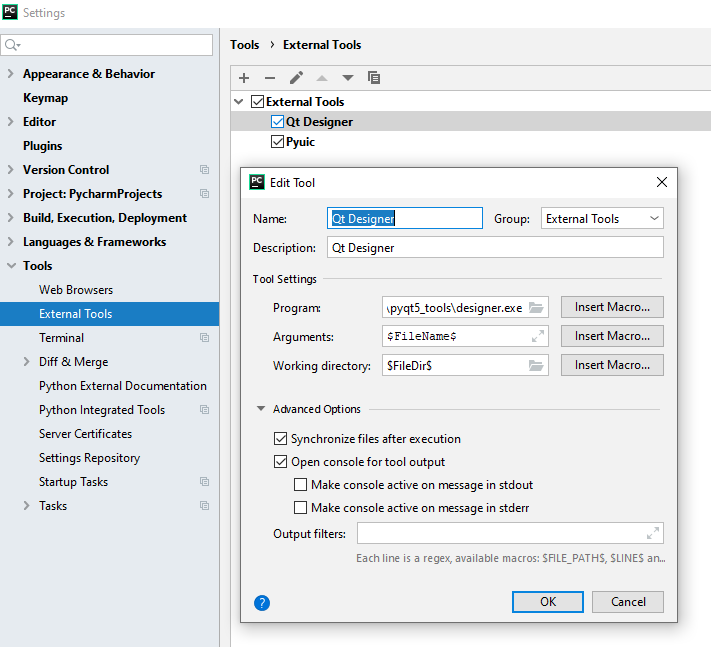 PC Settings
Appearance & Behavior
Keymap
Editor
Plugins
Version Control
Project: PycharmProjects
Build, Execution, Deployment
Languages & Frameworks
Tools
Web Browsers
External Tools
Terminal
Diff & Merge
Python External Documentation
Python Integrated Tools
Server Certificates
Settings Repository
Startup Tasks
Tasks
Tools › External Tools
External Tools
Qt Designer
Pyuic
PC Edit Tool
Name: Qt Designer Group: External Tools
Description: Qt Designer
Tool Settings
Program: \pyqt5_tools\designer.exe Insert Macro...
Arguments: $FileName$ Insert Macro...
Working directory: $FileDir$ Insert Macro...
Advanced Options
Synchronize files after execution
Open console for tool output
Make console active on message in stdout
Make console active on message in stderr
Output filters:
Each line is a regex, available macros: $FILE_PATH$, $LINE$ an...
? OK Cancel